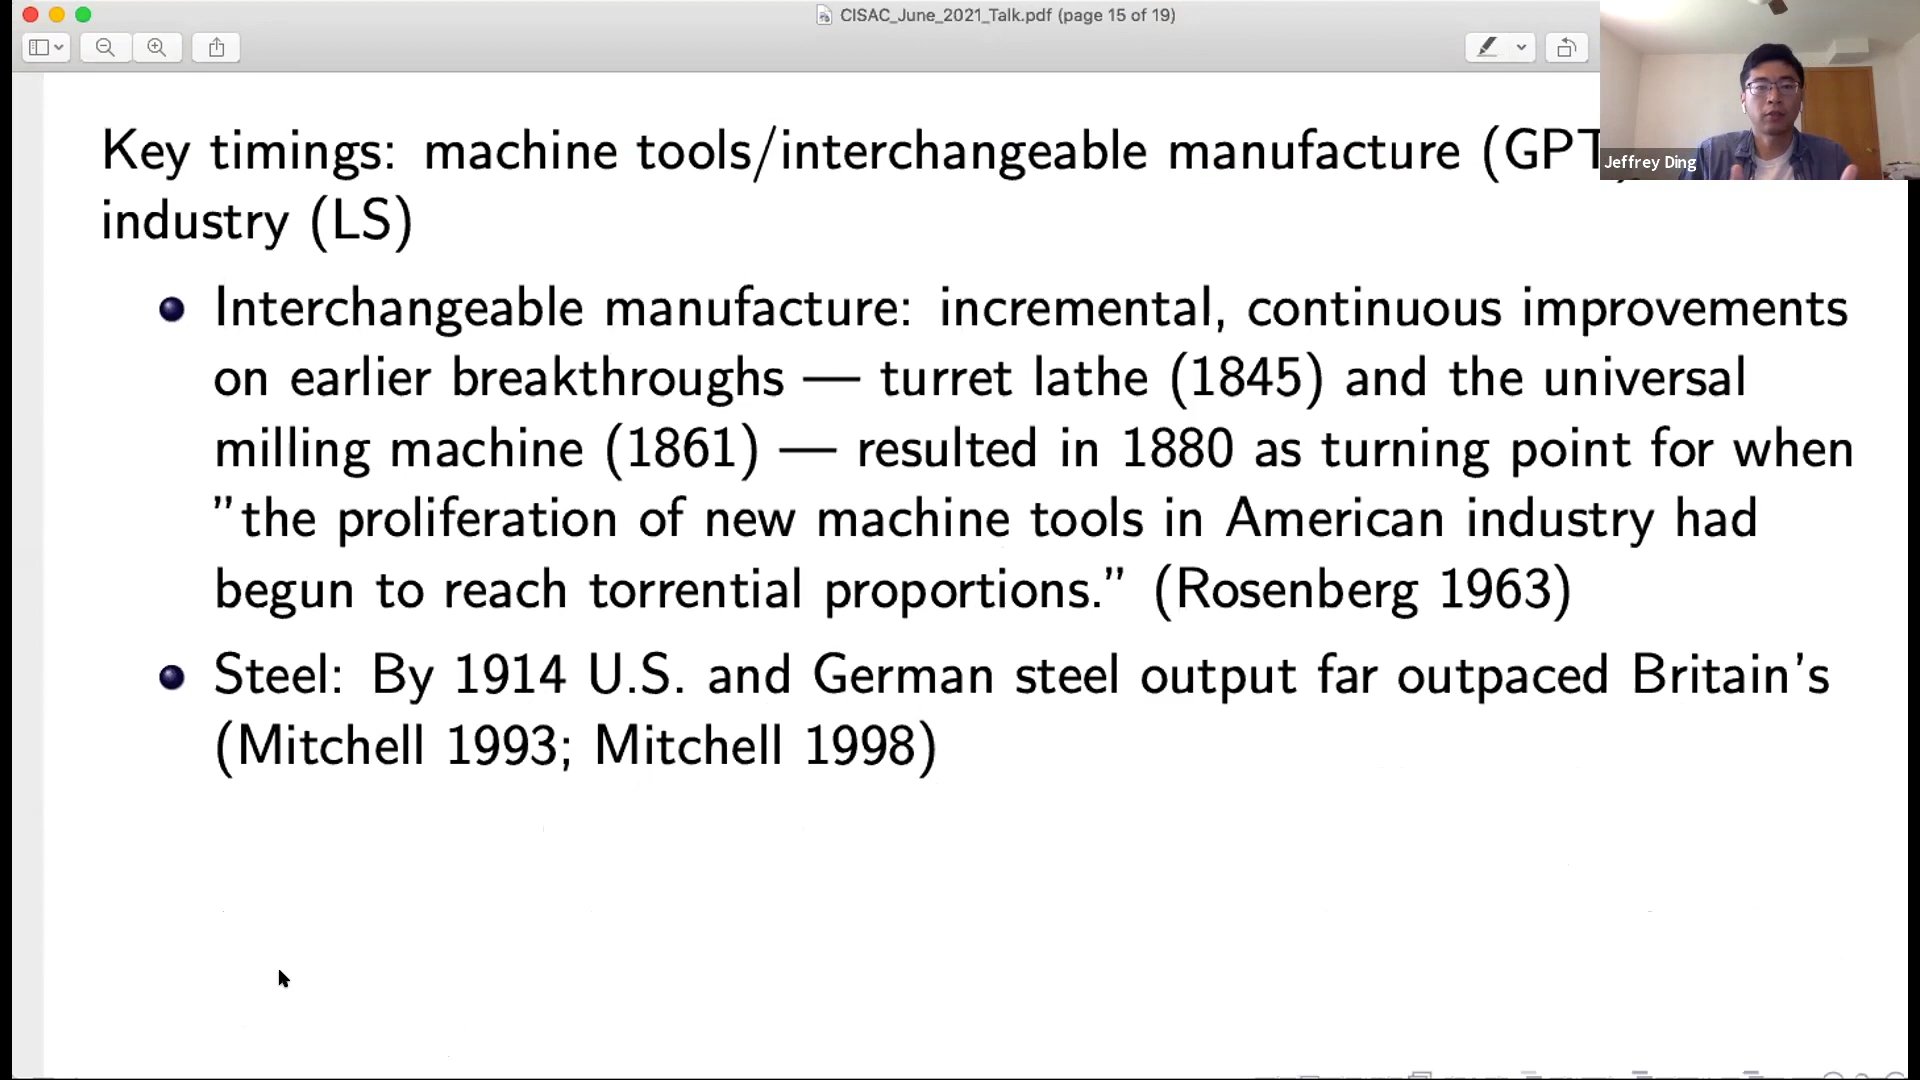 CISAC_June_2021_Talk.pdf (page 15 of 19)
Jeffrey Ding
Key timings: machine tools/interchangeable manufacture (GPT
industry (LS)
Interchangeable manufacture: incremental, continuous improvements
on earlier breakthroughs — turret lathe (1845) and the universal
milling machine (1861) — resulted in 1880 as turning point for when
”the proliferation of new machine tools in American industry had
begun to reach torrential proportions.” (Rosenberg 1963)
Steel: By 1914 U.S. and German steel output far outpaced Britain's
(Mitchell 1993; Mitchell 1998)